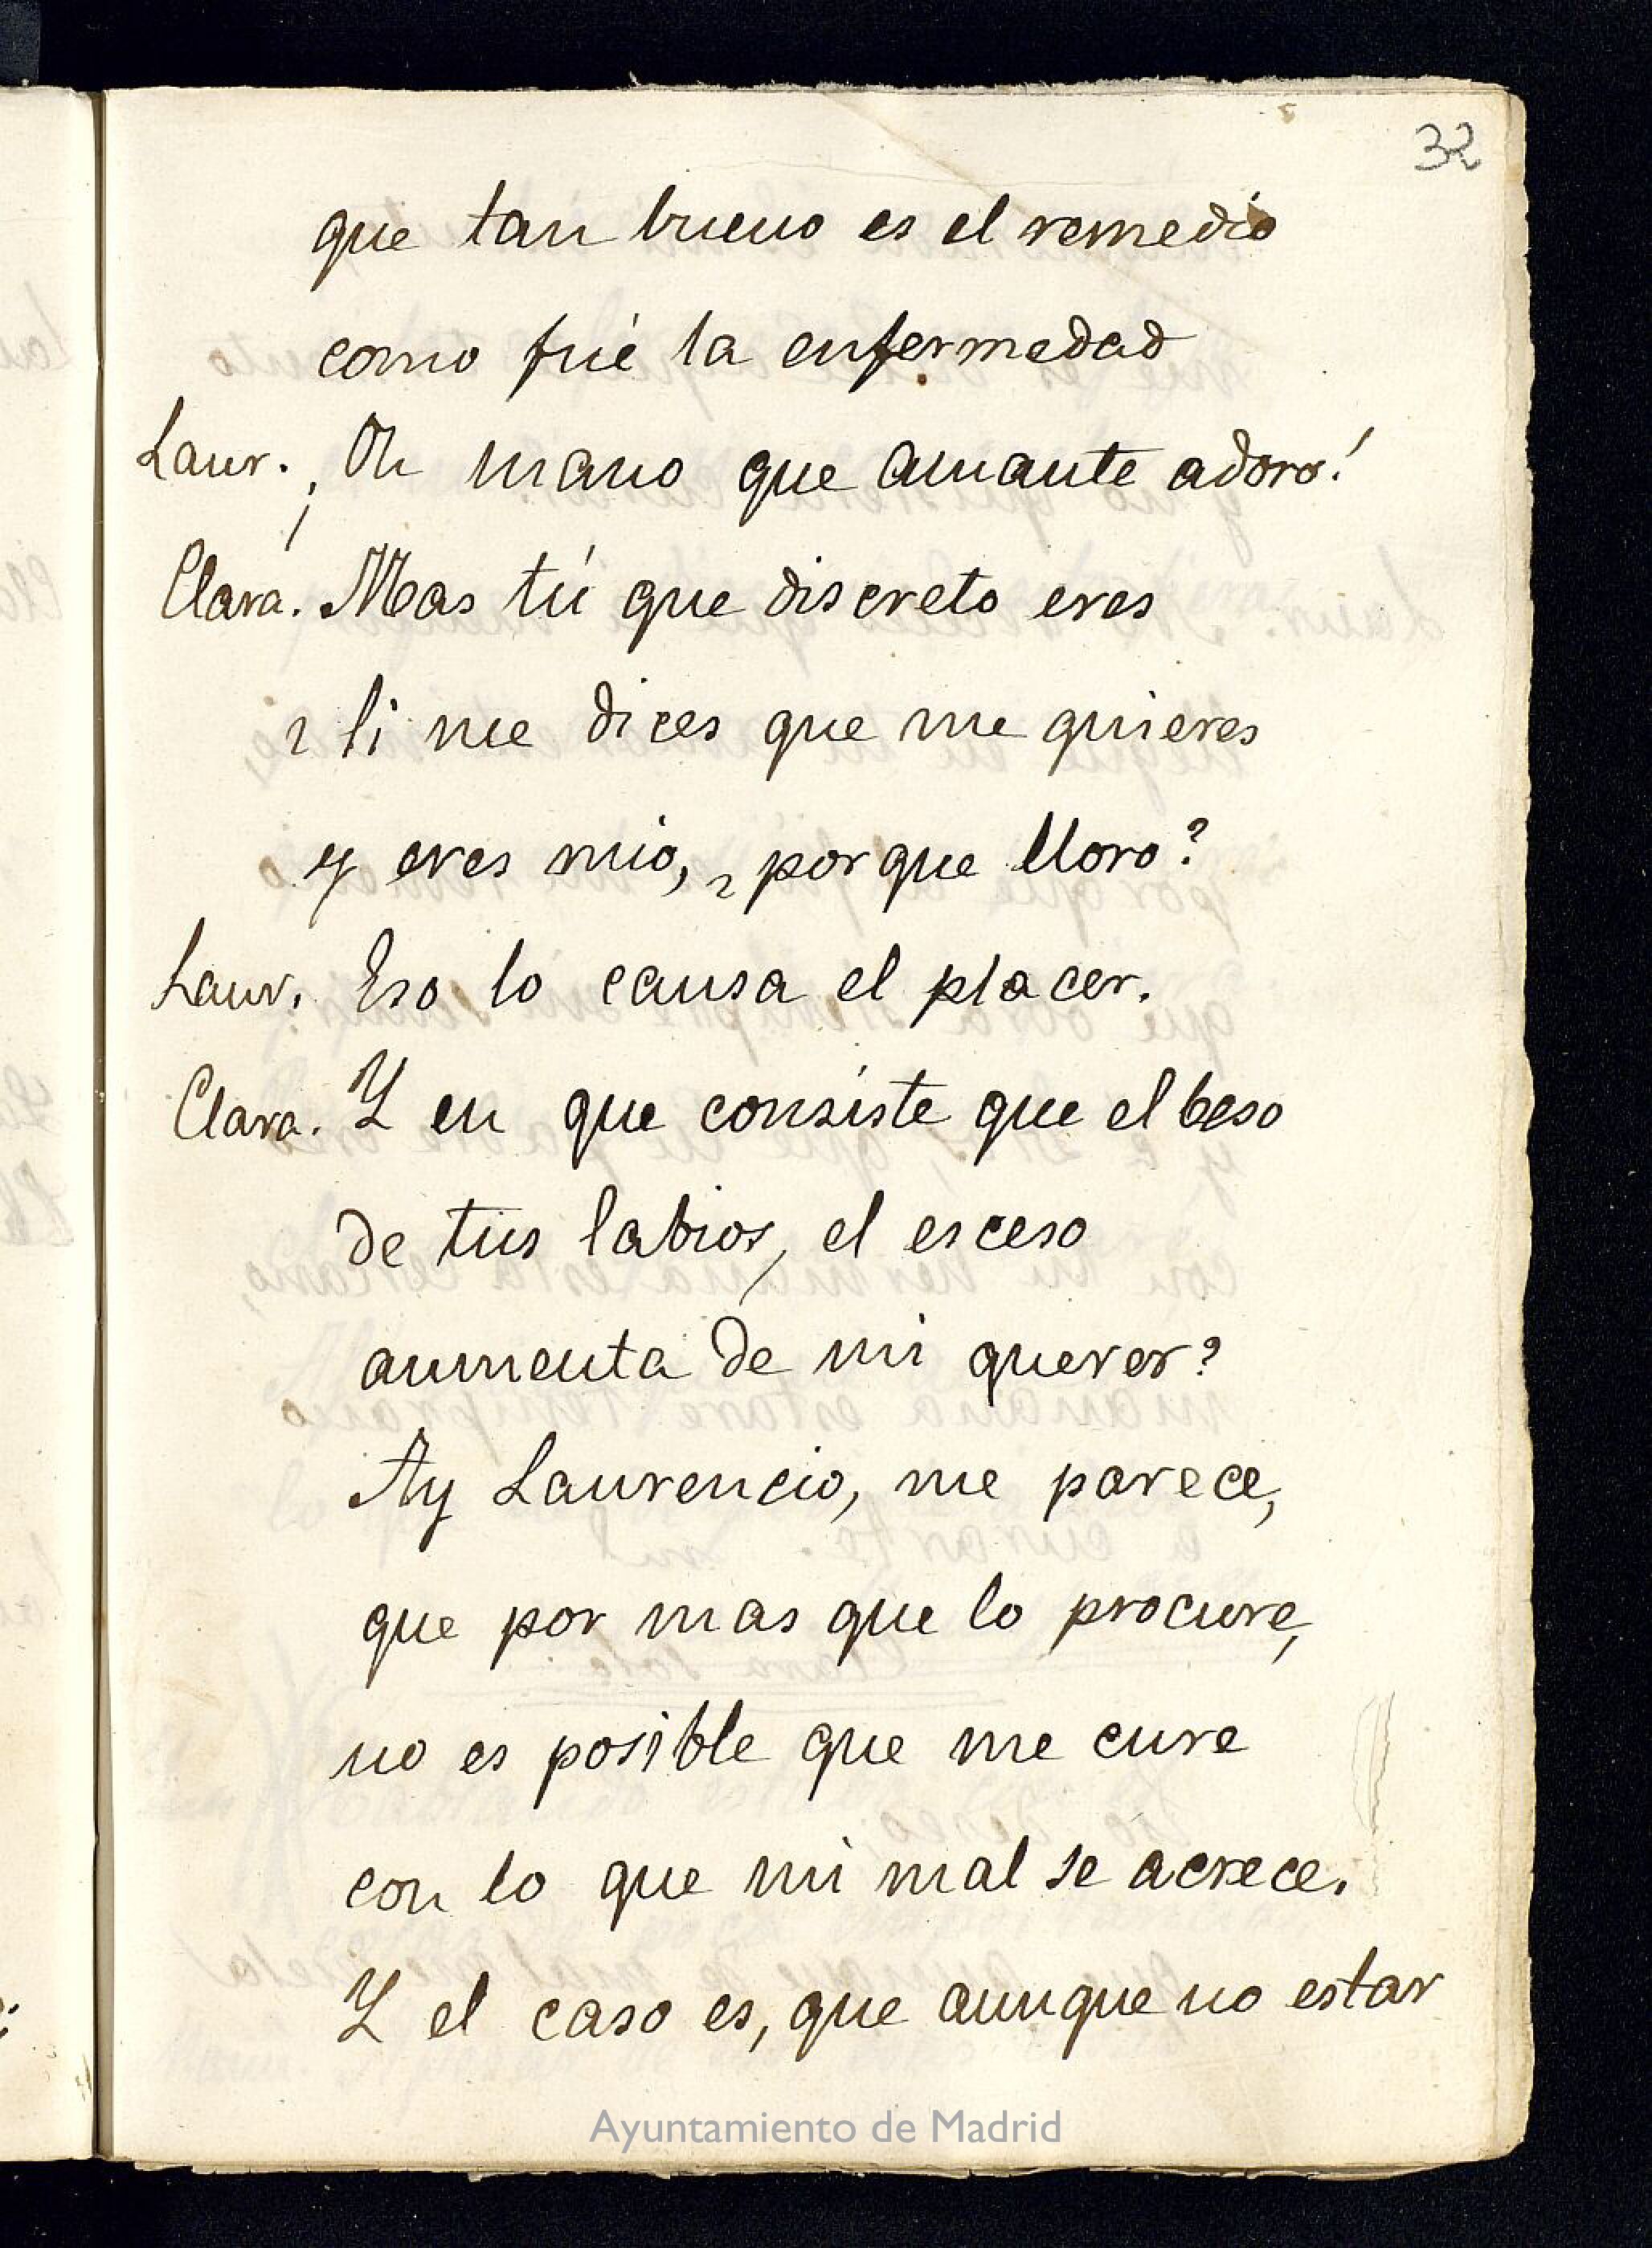 32
que tan bueno es el remedio
como fué la enfermedad
Laur. ¡Oh mano que amante adoro!
Clara. Mas tú que discreto eres
¿Si me dices que me quieres
y eres mio, ¿porque lloro?
Laur. Eso lo causa el placer.
Clara. Y en que consiste que el beso
de tus labios, el esceso
aumenta de mi querer?
Ay Laurencio, me parece,
que por mas que lo procure,
no es posible que me cure
con lo que mi mal se acrece.
Y el caso es, que aunque no estar
Ayuntamiento de Madrid